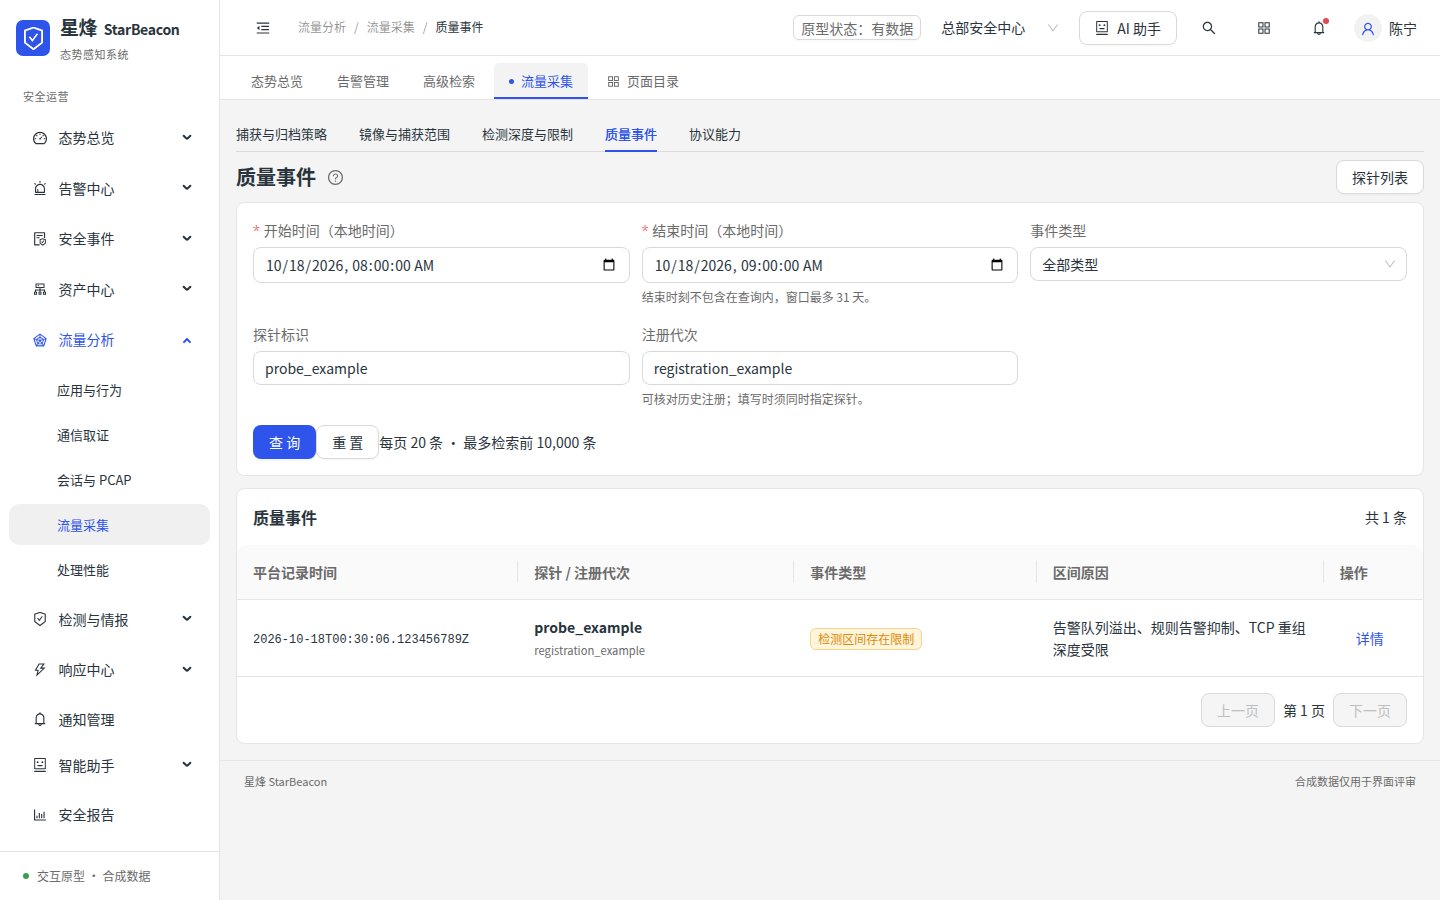 星烽 StarBeacon
态势感知系统
安全运营
态势总览
告警中心
安全事件
资产中心
流量分析
应用与行为
通信取证
会话与 PCAP
流量采集
处理性能
检测与情报
响应中心
通知管理
智能助手
安全报告
交互原型 · 合成数据
流量分析 / 流量采集 / 质量事件
原型状态：有数据
总部安全中心
AI 助手
陈宁
态势总览
告警管理
高级检索
流量采集
页面目录
捕获与归档策略
镜像与捕获范围
检测深度与限制
质量事件
协议能力
质量事件
探针列表
* 开始时间（本地时间）
10/18/2026, 08:00:00 AM
* 结束时间（本地时间）
10/18/2026, 09:00:00 AM
结束时刻不包含在查询内，窗口最多 31 天。
事件类型
全部类型
探针标识
probe_example
注册代次
registration_example
可核对历史注册；填写时须同时指定探针。
查 询
重 置
每页 20 条 · 最多检索前 10,000 条
质量事件
共 1 条
平台记录时间
探针 / 注册代次
事件类型
区间原因
操作
2026-10-18T00:30:06.123456789Z
probe_example
registration_example
检测区间存在限制
告警队列溢出、规则告警抑制、TCP 重组
深度受限
详情
上一页
第 1 页
下一页
星烽 StarBeacon
合成数据仅用于界面评审